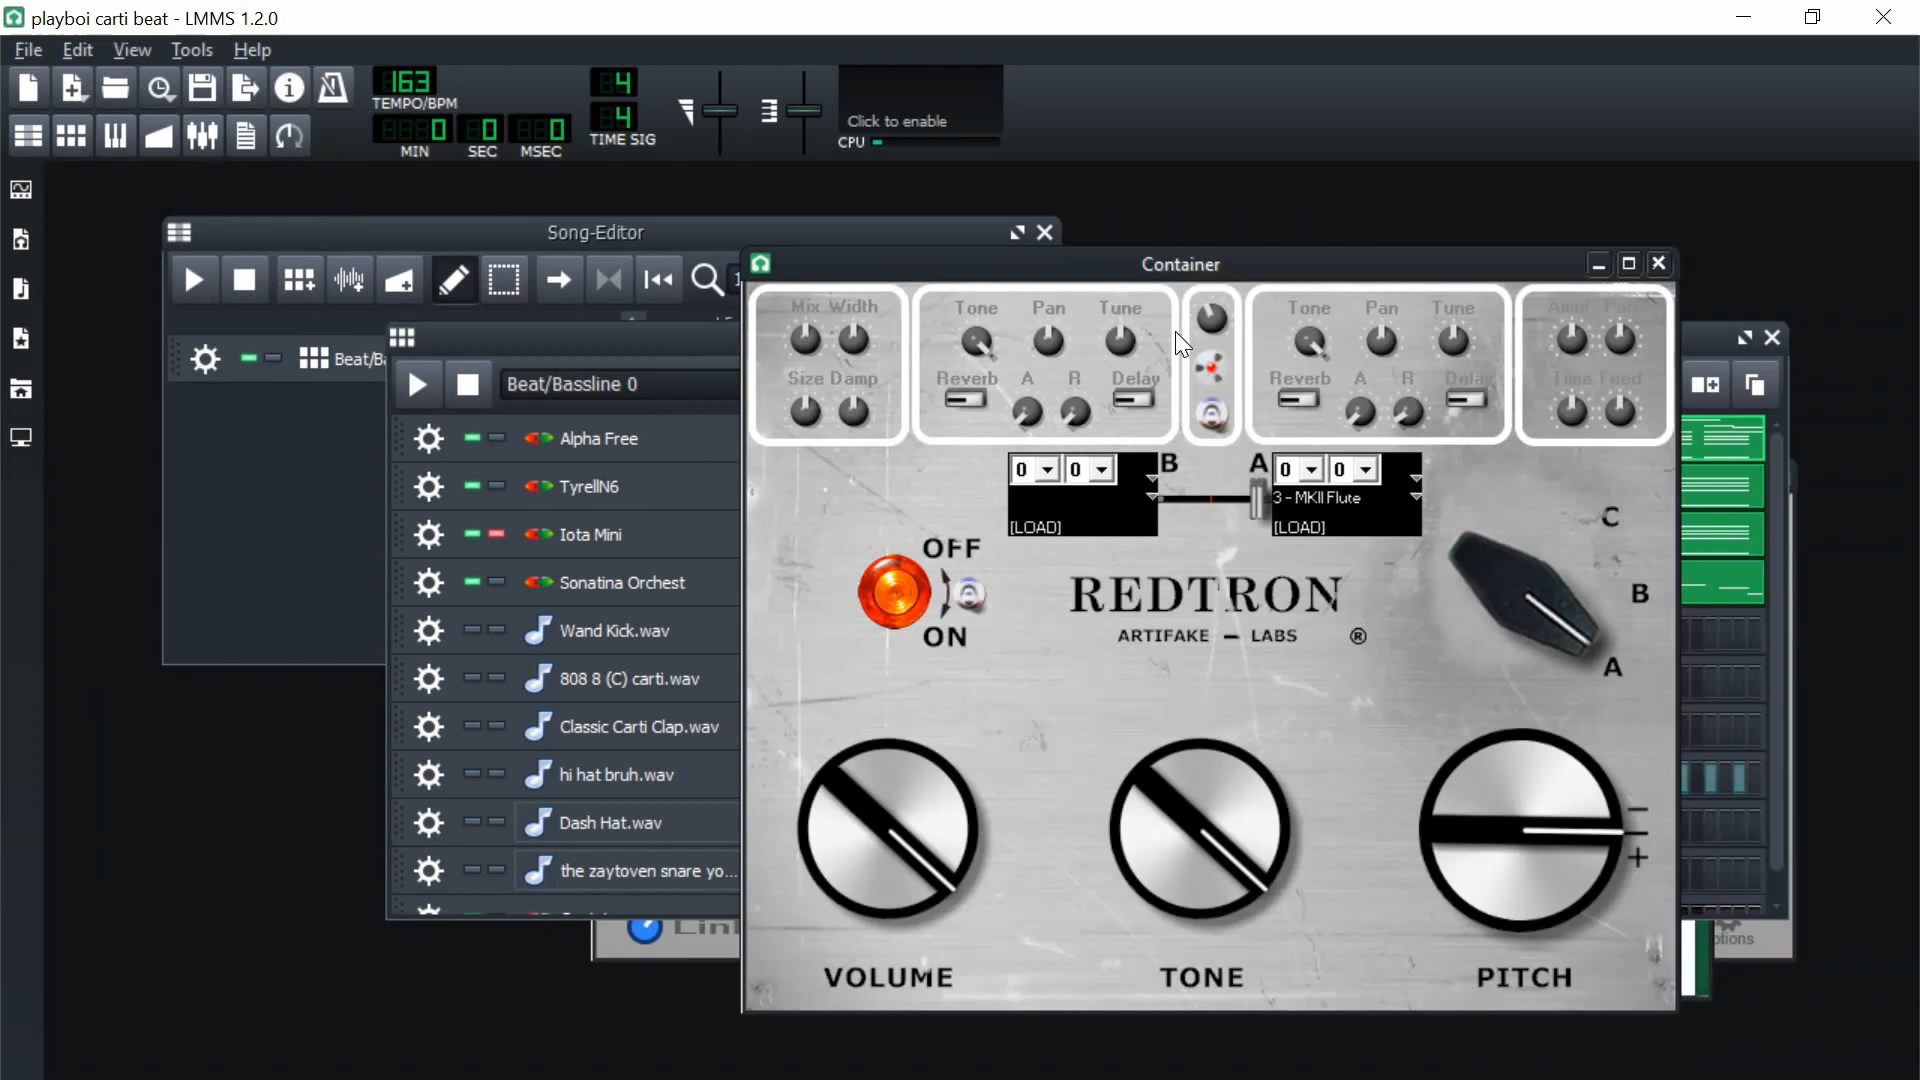 playboi carti beat - LMMS 1.2.0
File Edit View Tools Help
163
TEMPO/BPM
0 0 0
MIN SEC MSEC
4
4
TIME SIG
Click to enable
CPU
Song-Editor
Beat/Ba
Beat/Bassline 0
Alpha Free
TyrellN6
Iota Mini
Sonatina Orchest
Wand Kick.wav
808 8 (C) carti.wav
Classic Carti Clap.wav
hi hat bruh.wav
Dash Hat.wav
the zaytoven snare yo...
Container
Mix Width
Size Damp
Tone Pan Tune
Reverb A R Delay
Tone Pan Tune
Reverb A R Delay
Time Feed
0 0
[LOAD]
B A
0 0
3 - MKII Flute
[LOAD]
OFF
ON
REDTRON
ARTIFAKE - LABS ®
C
B
A
VOLUME
TONE
PITCH
−
+